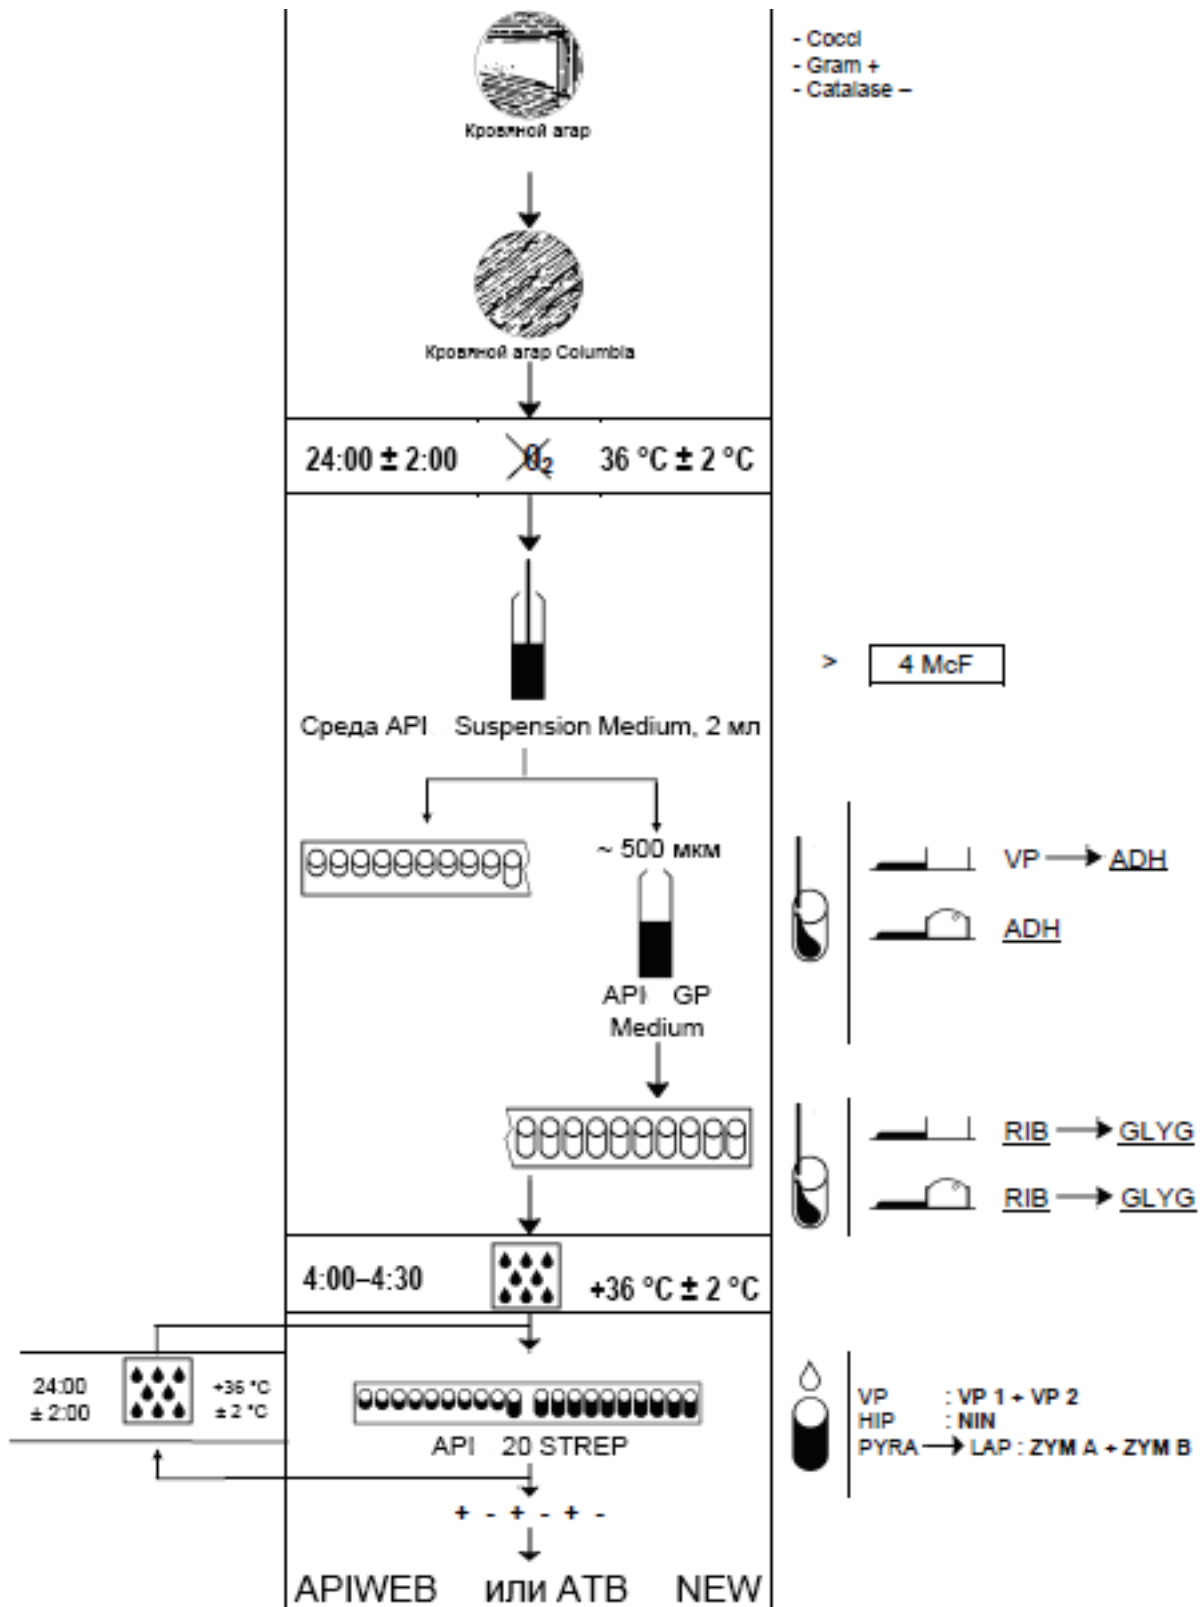 - Cocci
- Gram +
- Catalase –
Кровяной агар
Кровяной агар Columbia
24:00 ± 2:00 O2 36 °C ± 2 °C
> 4 McF
Среда API Suspension Medium, 2 мл
~ 500 мкм
VP → ADH
ADH
API GP
Medium
RIB → GLYG
RIB → GLYG
4:00–4:30 +36 °C ± 2 °C
24:00
± 2:00
+36 °C
± 2 °C
VP : VP 1 + VP 2
HIP : NIN
PYRA → LAP : ZYM A + ZYM B
API 20 STREP
+ - + - + -
APIWEB или ATB NEW